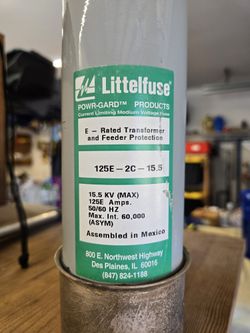 Littelfuse
POWR-GARD™ PRODUCTS
Current Limiting Medium Voltage Fuses
E - Rated Transformer
and Feeder Protection
125E-2C-15.5
15.5 KV (MAX)
125E Amps.
50/60 HZ
Max. Int. 60,000
(ASYM)
Assembled in Mexico
800 E. Northwest Highway
Des Plaines, IL 60016
(847) 824-1188